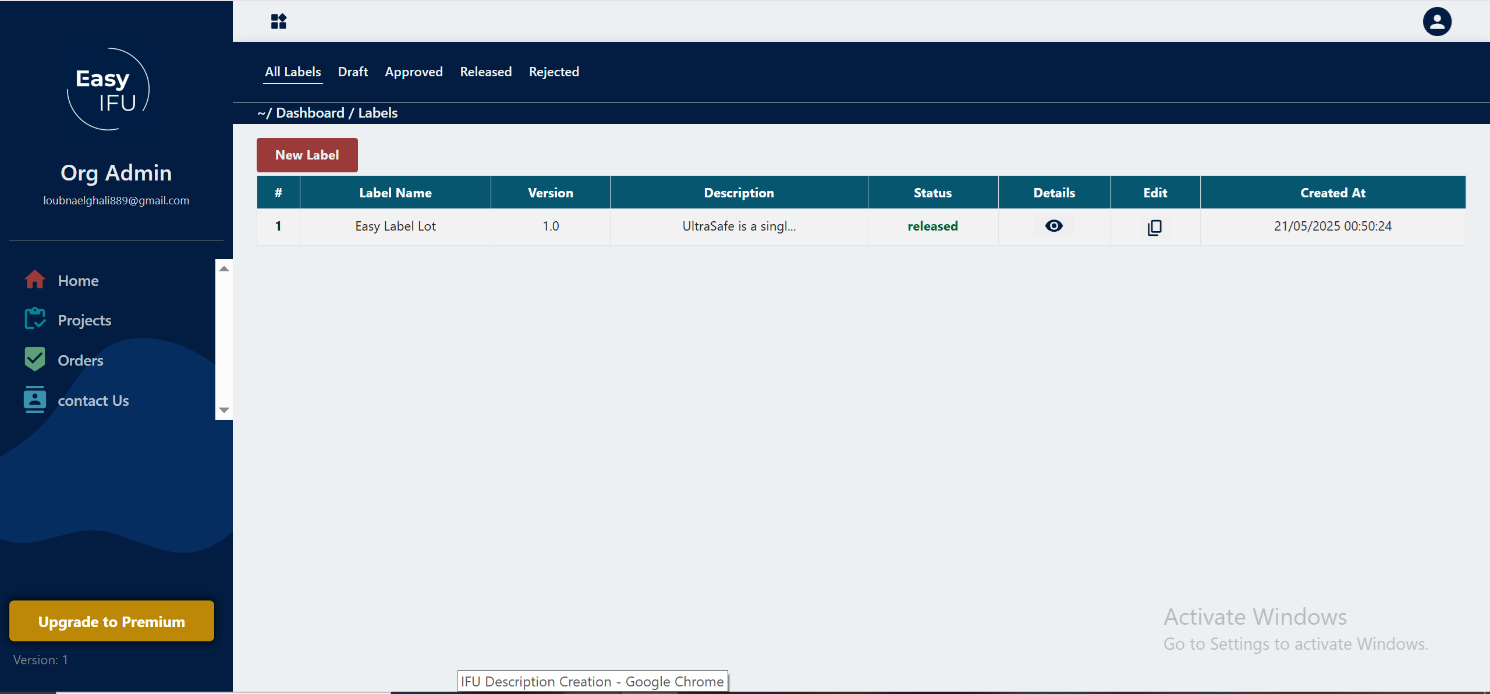 Easy
IFU
Org Admin
loubnaelghali889@gmail.com
Home
Projects
Orders
contact Us
Upgrade to Premium
Version: 1
All Labels Draft Approved Released Rejected
~/ Dashboard / Labels
New Label
# Label Name Version Description Status Details Edit Created At
1 Easy Label Lot 1.0 UltraSafe is a singl... released 21/05/2025 00:50:24
Activate Windows
Go to Settings to activate Windows.
IFU Description Creation - Google Chrome